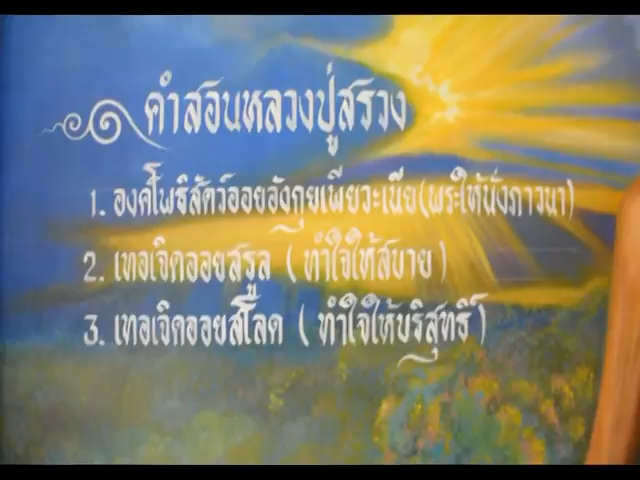 คำสอนหลวงปู่สรวง
1. องค์โพธิสัตว์ออยอังกุยเพียวะเนีย(พระให้นั่งภาวนา)
2. เทอเจิดออยสรูล ( ทำใจให้สบาย )
3. เทอเจิดออยสโลด ( ทำใจให้บริสุทธิ์ )